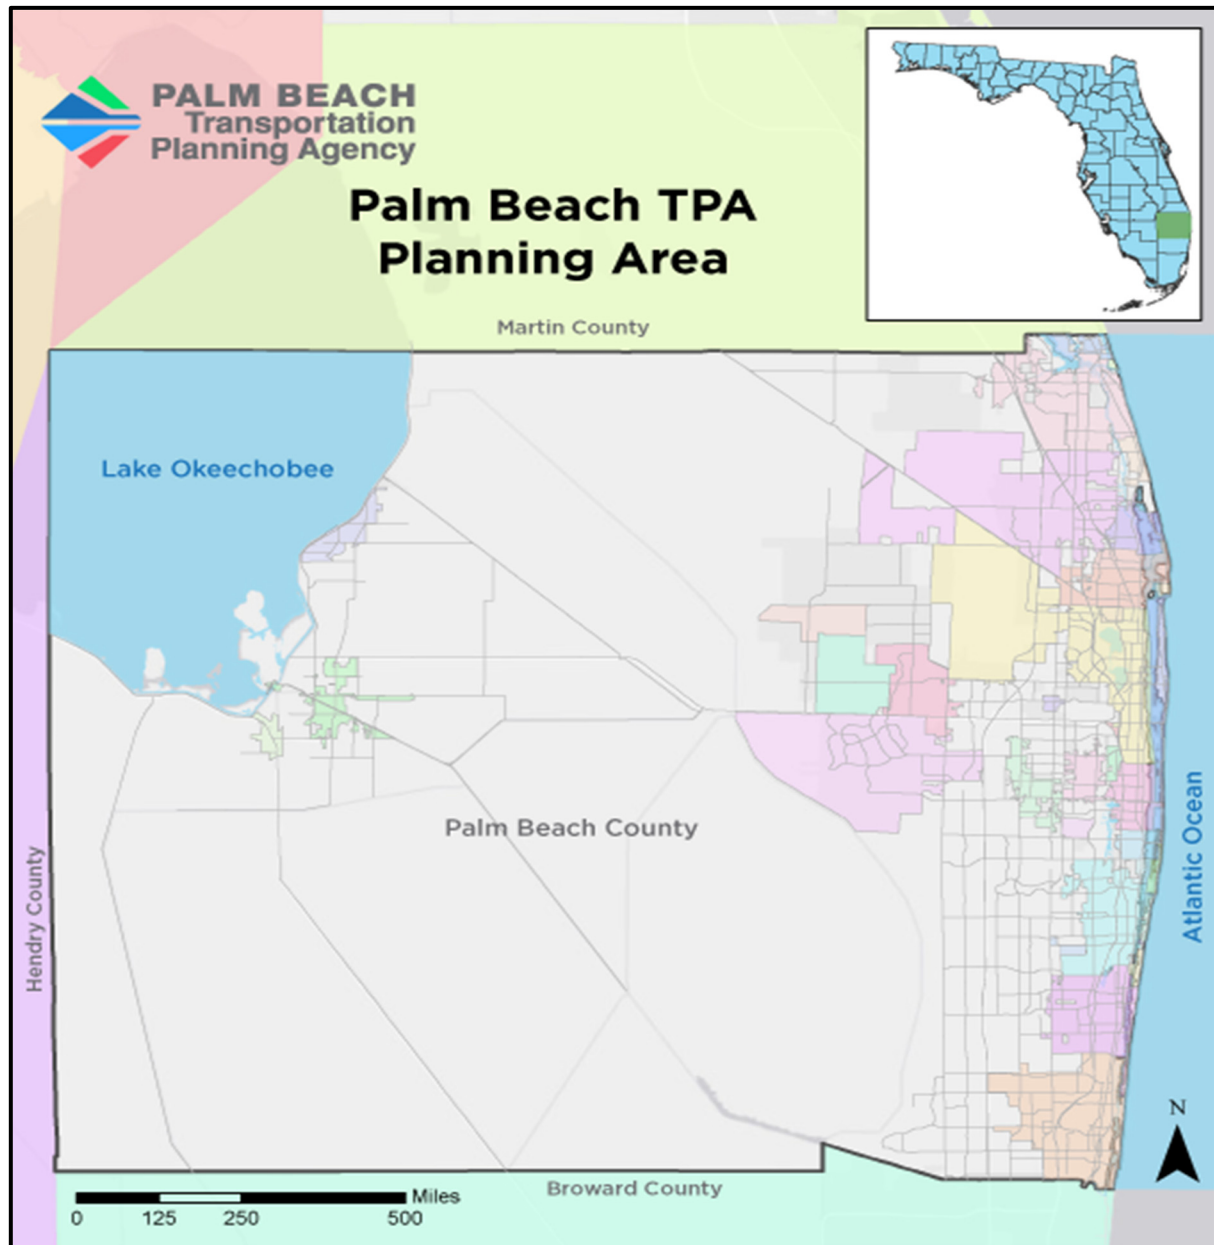 PALM BEACH
Transportation
Planning Agency
Palm Beach TPA
Planning Area
Martin County
Lake Okeechobee
Palm Beach County
Atlantic Ocean
Hendry County
N
Broward County
Miles
0 125 250 500